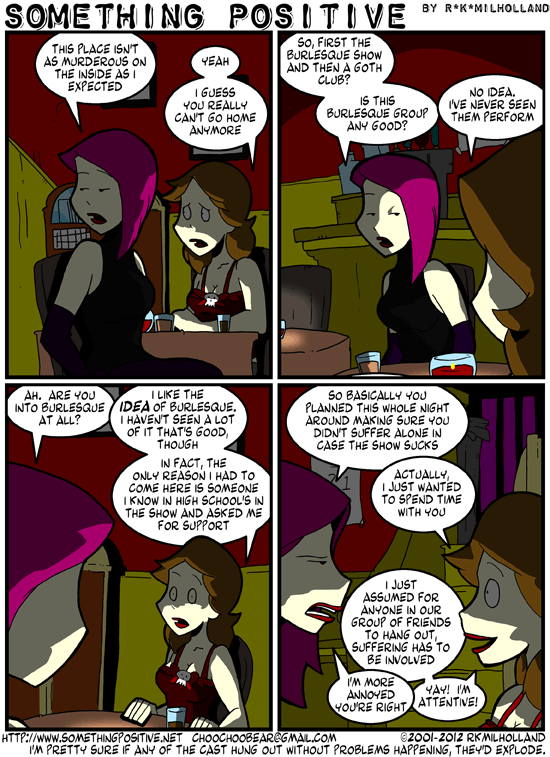 SOMETHING POSITIVE BY R*K*MILHOLLAND
THIS PLACE ISN'T
AS MURDEROUS ON
THE INSIDE AS I
EXPECTED
YEAH
I GUESS
YOU REALLY
CAN'T GO HOME
ANYMORE
SO, FIRST THE
BURLESQUE SHOW
AND THEN A GOTH
CLUB?
IS THIS
BURLESQUE GROUP
ANY GOOD?
NO IDEA.
I'VE NEVER SEEN
THEM PERFORM
AH. ARE YOU
INTO BURLESQUE
AT ALL?
I LIKE THE
IDEA OF BURLESQUE.
I HAVEN'T SEEN A LOT
OF IT THAT'S GOOD,
THOUGH
IN FACT, THE
ONLY REASON I HAD TO
COME HERE IS SOMEONE
I KNOW IN HIGH SCHOOL'S IN
THE SHOW AND ASKED ME
FOR SUPPORT
SO BASICALLY YOU
PLANNED THIS WHOLE NIGHT
AROUND MAKING SURE YOU
DIDN'T SUFFER ALONE IN
CASE THE SHOW SUCKS
ACTUALLY,
I JUST WANTED
TO SPEND TIME
WITH YOU
I JUST
ASSUMED FOR
ANYONE IN OUR
GROUP OF FRIENDS
TO HANG OUT,
SUFFERING HAS TO
BE INVOLVED
I'M MORE
ANNOYED
YOU'RE RIGHT
YAY! I'M
ATTENTIVE!
HTTP://WWW.SOMETHINGPOSITIVE.NET CHOOCHOOBEAR@GMAIL.COM ©2001-2012 RKMILHOLLAND
I'M PRETTY SURE IF ANY OF THE CAST HUNG OUT WITHOUT PROBLEMS HAPPENING, THEY'D EXPLODE.